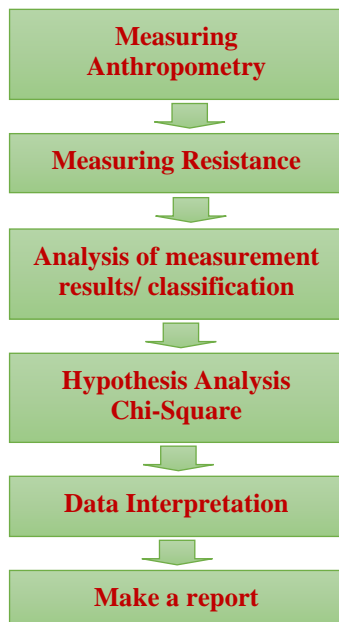 Measuring
Anthropometry
Measuring Resistance
Analysis of measurement
results/ classification
Hypothesis Analysis
Chi-Square
Data Interpretation
Make a report